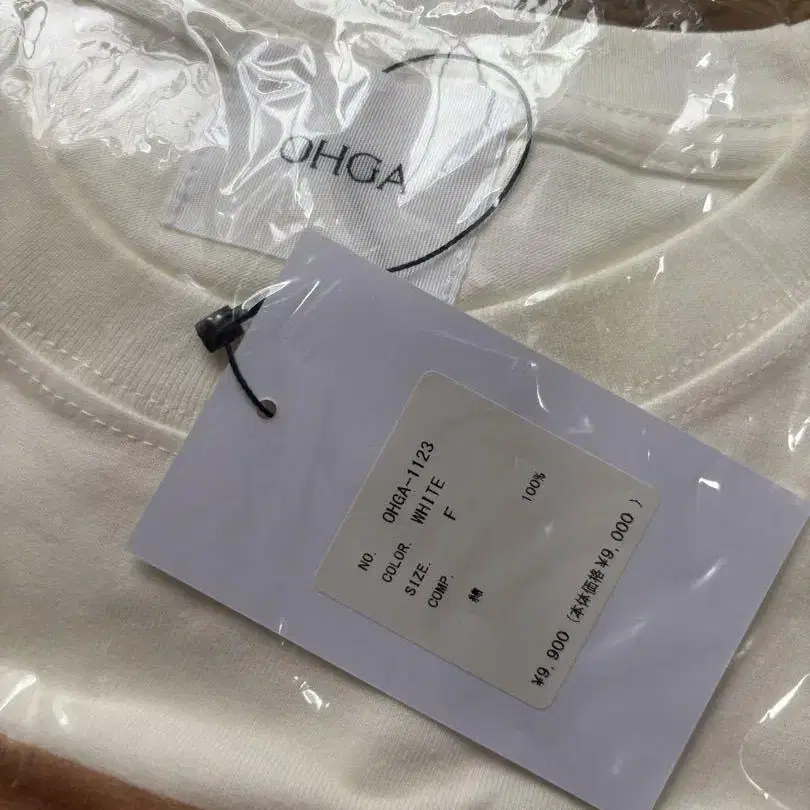 OHGA
NO. OHGA-1123
COLOR. WHITE
SIZE. F
COMP.
綿 100%
¥9,900 (本体価格¥9,000)